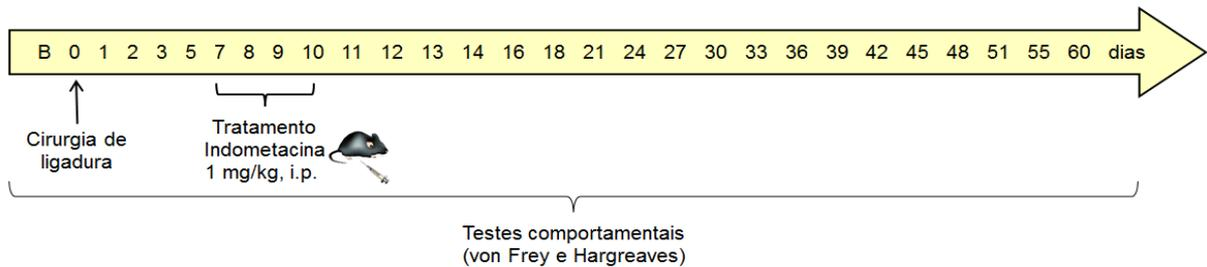 B 0 1 2 3 5 7 8 9 10 11 12 13 14 16 18 21 24 27 30 33 36 39 42 45 48 51 55 60 dias
Cirurgia de
ligadura
Tratamento
Indometacina
1 mg/kg, i.p.
Testes comportamentais
(von Frey e Hargreaves)